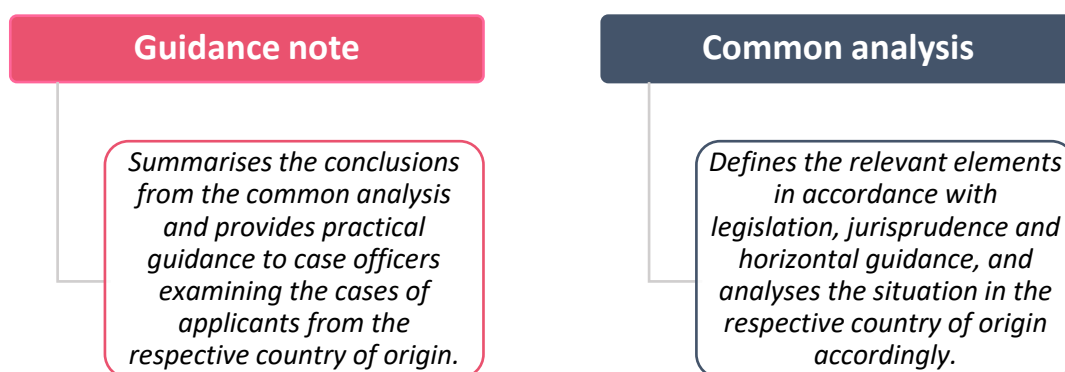 Guidance note
Summarises the conclusions
from the common analysis
and provides practical
guidance to case officers
examining the cases of
applicants from the
respective country of origin.
Common analysis
Defines the relevant elements
in accordance with
legislation, jurisprudence and
horizontal guidance, and
analyses the situation in the
respective country of origin
accordingly.